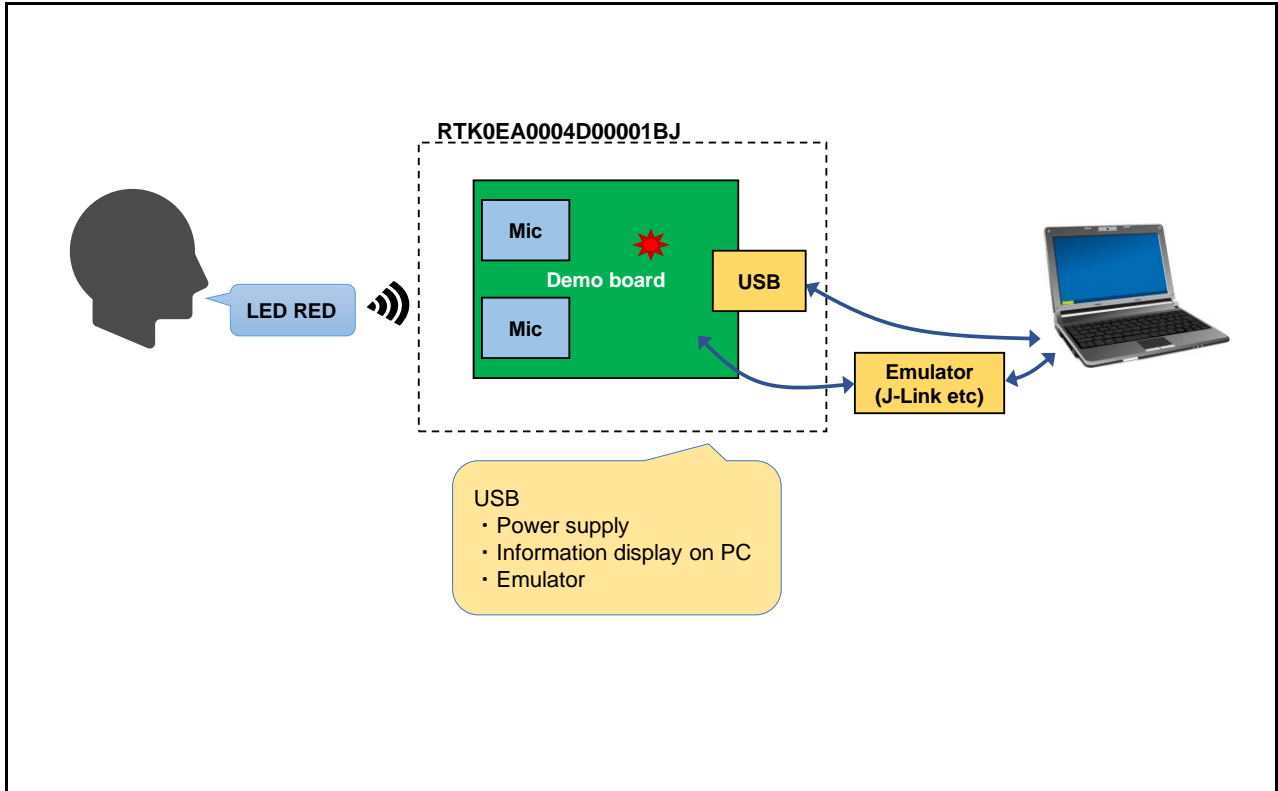 RTK0EA0004D00001BJ
Mic
Demo board
USB
LED RED
Mic
Emulator
(J-Link etc)
USB
・Power supply
・Information display on PC
・Emulator